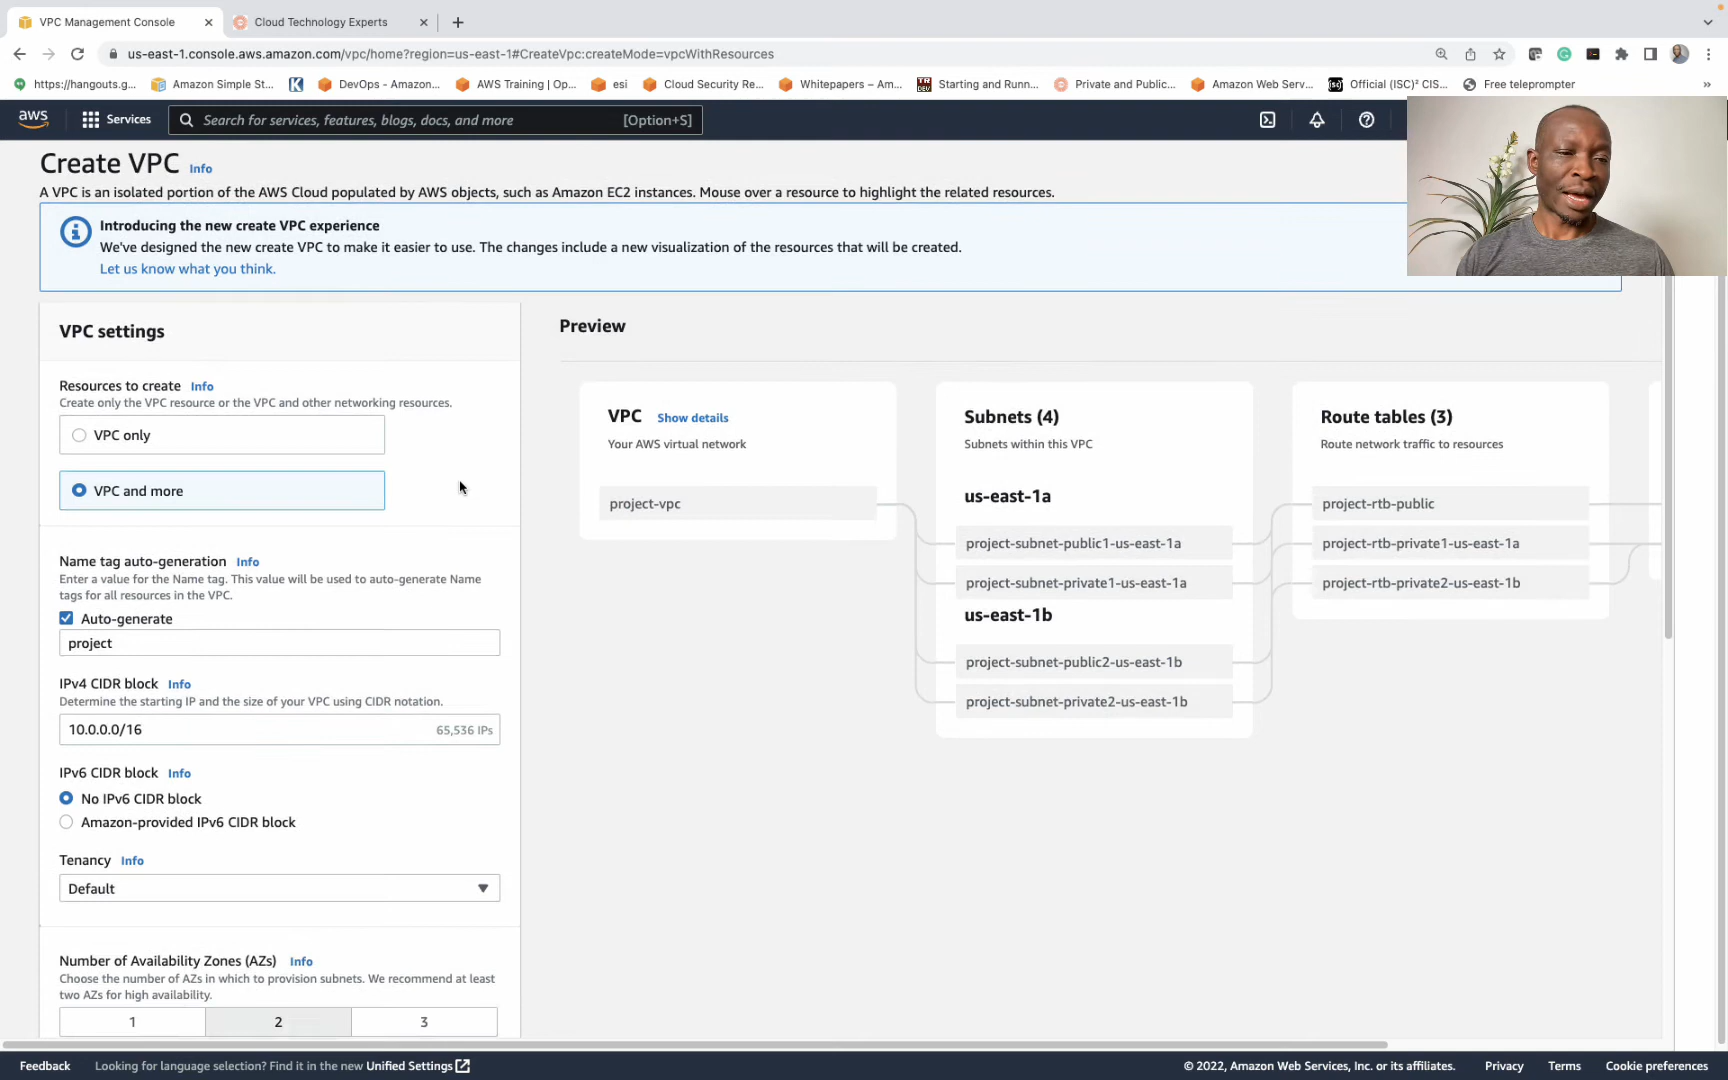 VPC Management Console
Cloud Technology Experts
us-east-1.console.aws.amazon.com/vpc/home?region=us-east-1#CreateVpc:createMode=vpcWithResources
https://hangouts.g... Amazon Simple St... DevOps - Amazon... AWS Training | Op... esi Cloud Security Re... Whitepapers – Am... Starting and Runn... Private and Public... Amazon Web Serv... Official (ISC)² CIS... Free teleprompter »
aws Services Search for services, features, blogs, docs, and more [Option+S]
Create VPC Info
A VPC is an isolated portion of the AWS Cloud populated by AWS objects, such as Amazon EC2 instances. Mouse over a resource to highlight the related resources.
Introducing the new create VPC experience
We've designed the new create VPC to make it easier to use. The changes include a new visualization of the resources that will be created.
Let us know what you think.
VPC settings
Resources to create Info
Create only the VPC resource or the VPC and other networking resources.
VPC only
VPC and more
Name tag auto-generation Info
Enter a value for the Name tag. This value will be used to auto-generate Name
tags for all resources in the VPC.
Auto-generate
project
IPv4 CIDR block Info
Determine the starting IP and the size of your VPC using CIDR notation.
10.0.0.0/16 65,536 IPs
IPv6 CIDR block Info
No IPv6 CIDR block
Amazon-provided IPv6 CIDR block
Tenancy Info
Default
Number of Availability Zones (AZs) Info
Choose the number of AZs in which to provision subnets. We recommend at least
two AZs for high availability.
1 2 3
Preview
VPC Show details
Your AWS virtual network
project-vpc
Subnets (4)
Subnets within this VPC
us-east-1a
project-subnet-public1-us-east-1a
project-subnet-private1-us-east-1a
us-east-1b
project-subnet-public2-us-east-1b
project-subnet-private2-us-east-1b
Route tables (3)
Route network traffic to resources
project-rtb-public
project-rtb-private1-us-east-1a
project-rtb-private2-us-east-1b
Feedback Looking for language selection? Find it in the new Unified Settings © 2022, Amazon Web Services, Inc. or its affiliates. Privacy Terms Cookie preferences